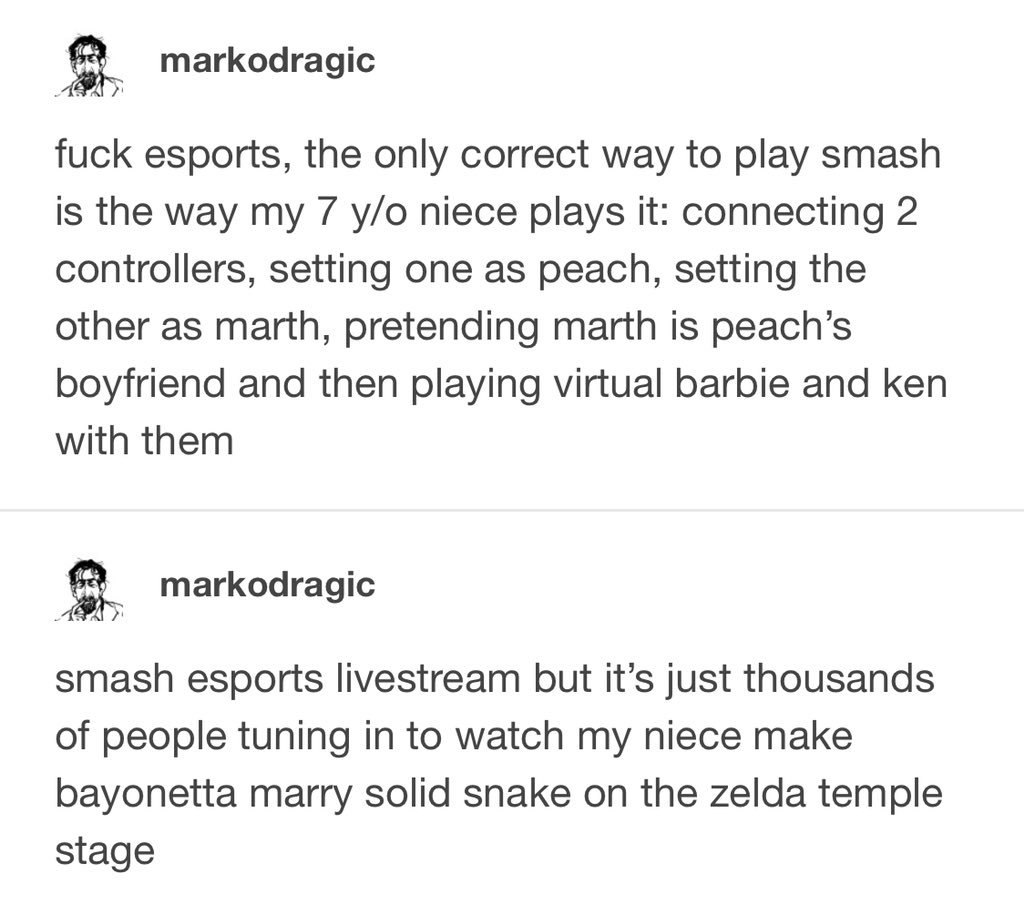 markodragic
fuck esports, the only correct way to play smash
is the way my 7 y/o niece plays it: connecting 2
controllers, setting one as peach, setting the
other as marth, pretending marth is peach’s
boyfriend and then playing virtual barbie and ken
with them
markodragic
smash esports livestream but it’s just thousands
of people tuning in to watch my niece make
bayonetta marry solid snake on the zelda temple
stage